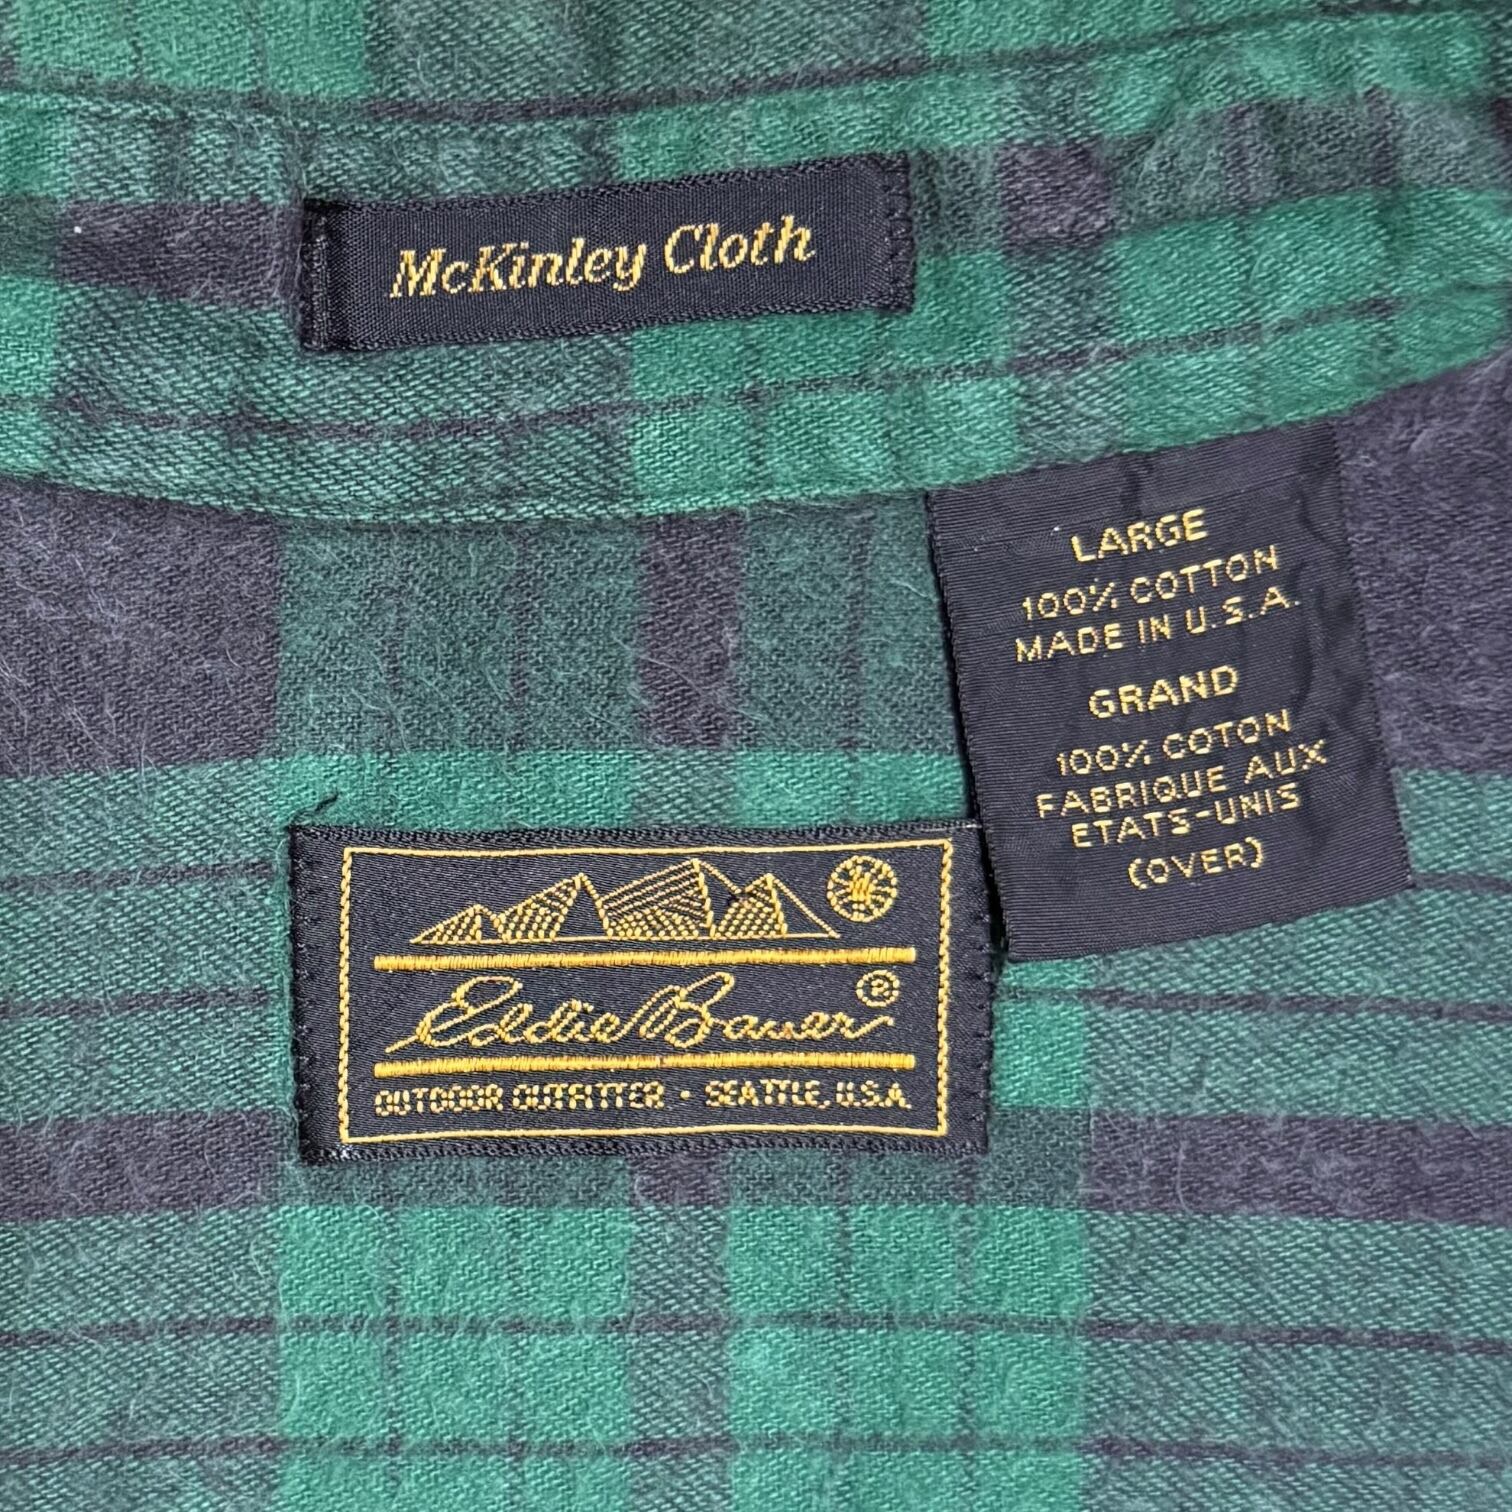 McKinley Cloth
LARGE
100% COTTON
MADE IN U.S.A.
GRAND
100% COTON
FABRIQUE AUX
ETATS-UNIS
(OVER)
Eddie Bauer®
OUTDOOR OUTFITTER · SEATTLE, U.S.A.